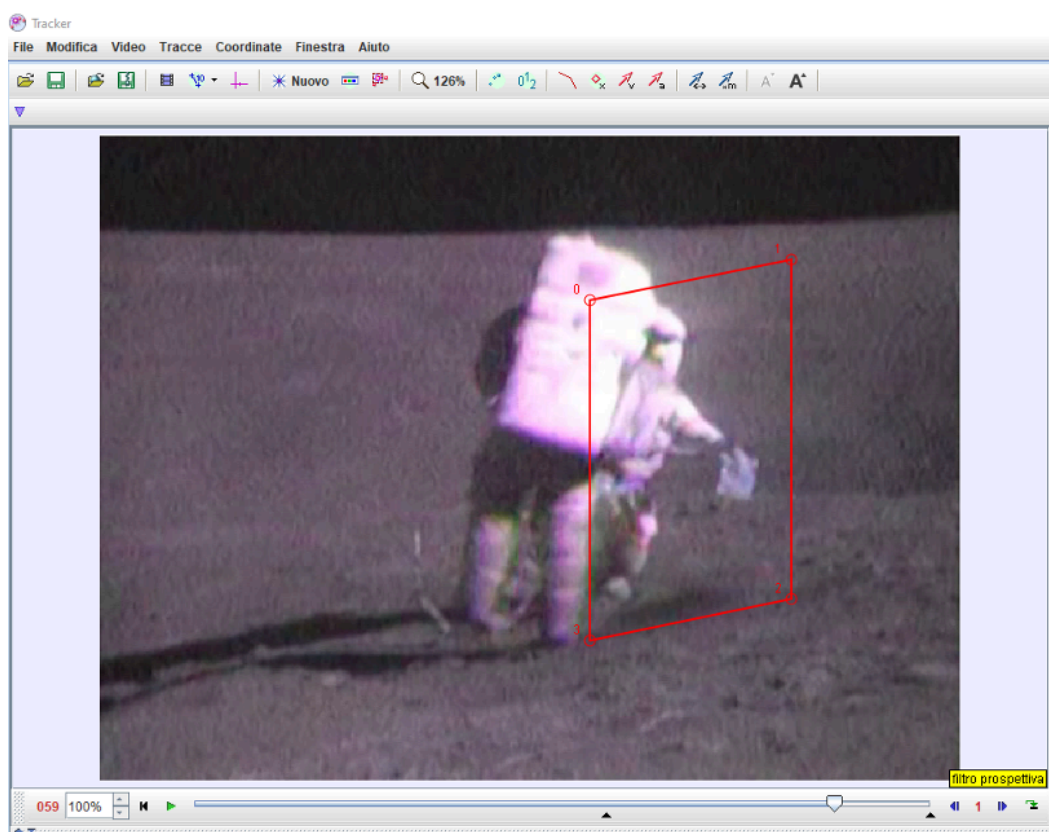 Tracker
File Modifica Video Tracce Coordinate Finestra Aiuto
Nuovo 126%
0
1
2
3
filtro prospettiva
059 100% 1